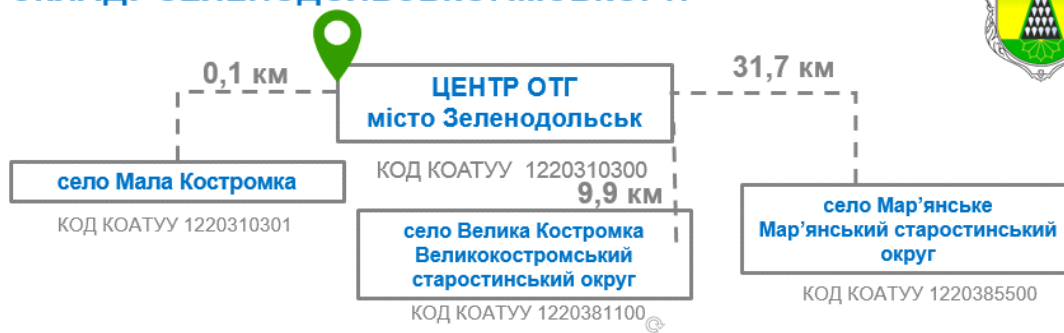 0,1 км
31,7 км
ЦЕНТР ОТГ
місто Зеленодольськ
КОД КОАТУУ 1220310300
село Мала Костромка
КОД КОАТУУ 1220310301
9,9 км
село Велика Костромка
Великокостромський
старостинський округ
КОД КОАТУУ 1220381100
село Мар’янське
Мар’янський старостинський
округ
КОД КОАТУУ 1220385500